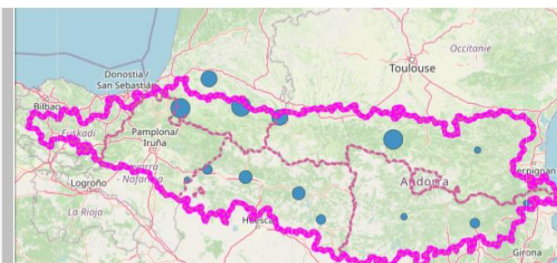 Occitanie
Toulouse
Donostia /
San Sebastián
Bilbao
Euskadi
Pamplona/
Iruña
Perpignan
Andorra
Navarra
- Nafarroa
Logroño
La Rioja
Huesca
Girona